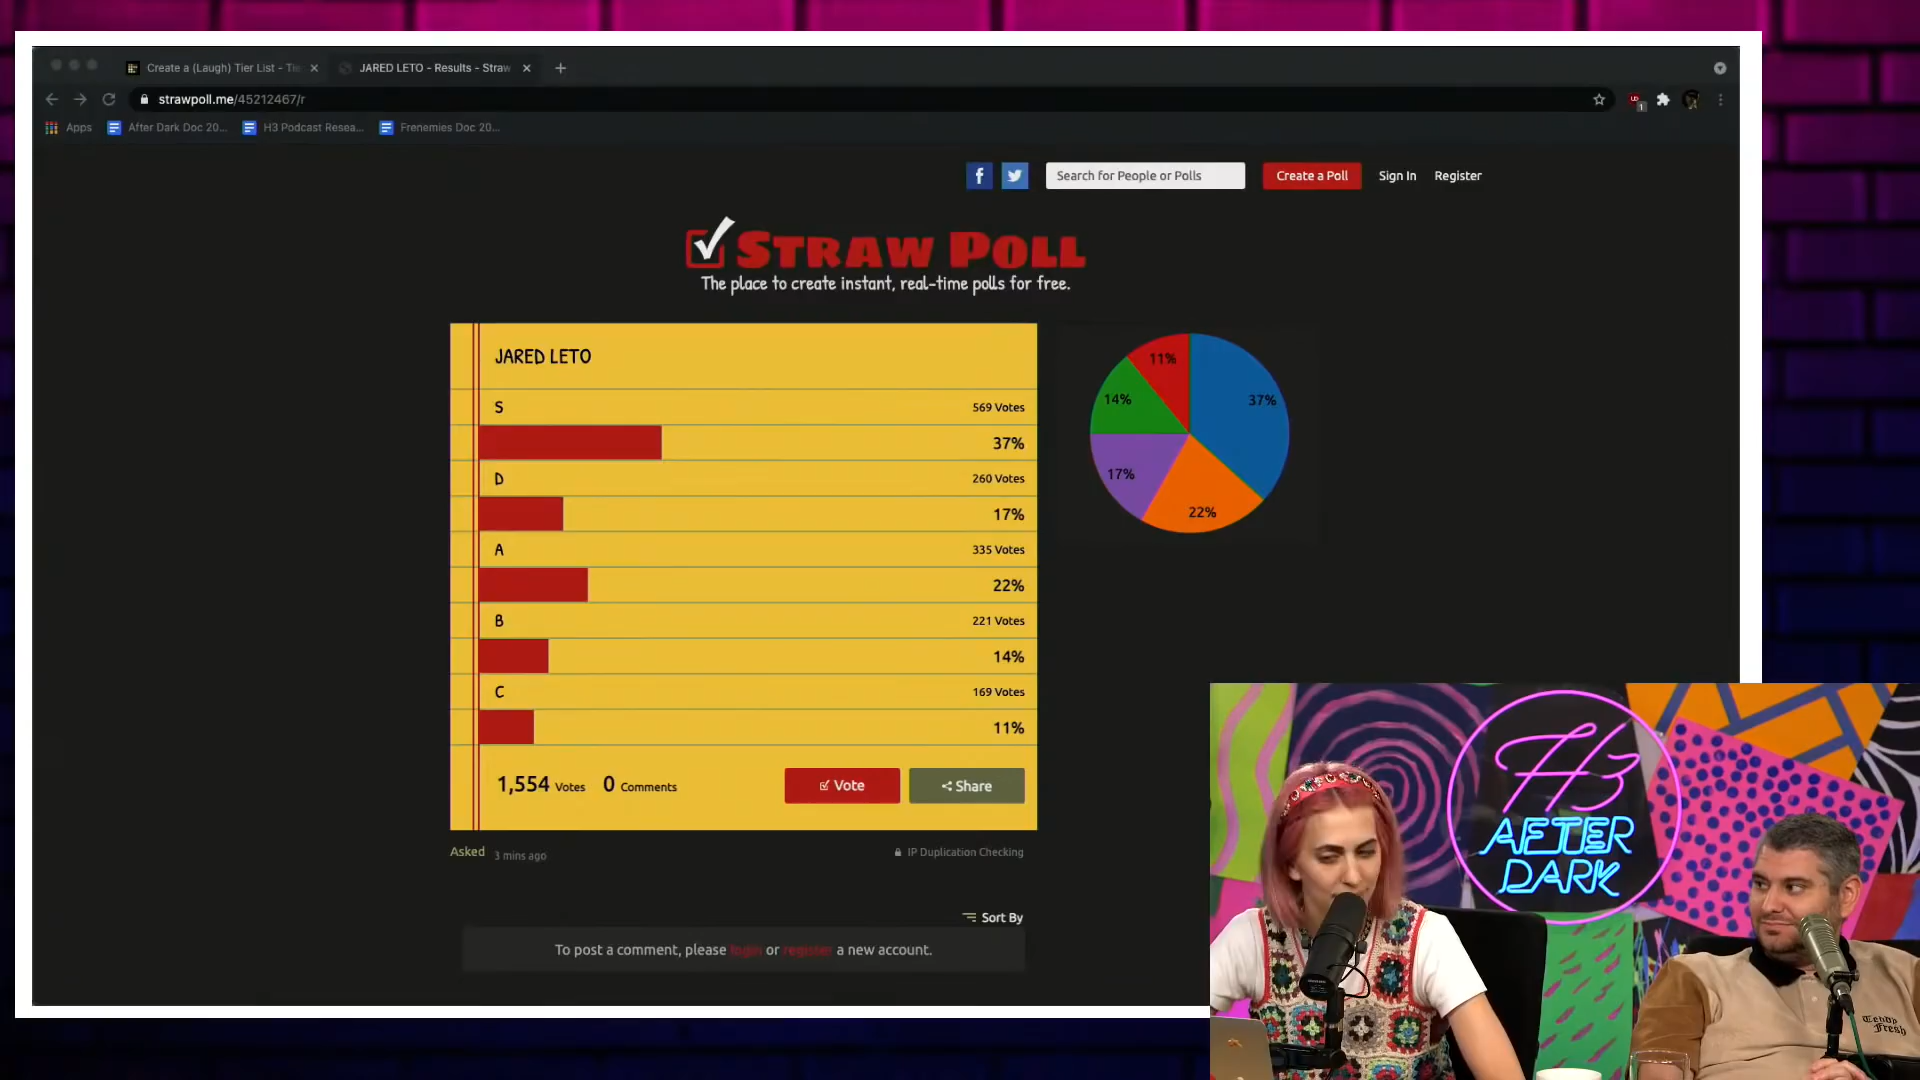 Create a (Laugh) Tier List - Tie
JARED LETO - Results - Straw
strawpoll.me/45212467/r
Apps
After Dark Doc 20...
H3 Podcast Resea...
Frenemies Doc 20...
Search for People or Polls
Create a Poll
Sign In
Register
STRAW POLL
The place to create instant, real-time polls for free.
JARED LETO
S 569 Votes
37%
D 260 Votes
17%
A 335 Votes
22%
B 221 Votes
14%
C 169 Votes
11%
1,554 Votes 0 Comments
Vote
Share
11%
37%
14%
17%
22%
Asked 3 mins ago
IP Duplication Checking
Sort By
To post a comment, please login or register a new account.
H3
AFTER
DARK
Teddy
Fresh